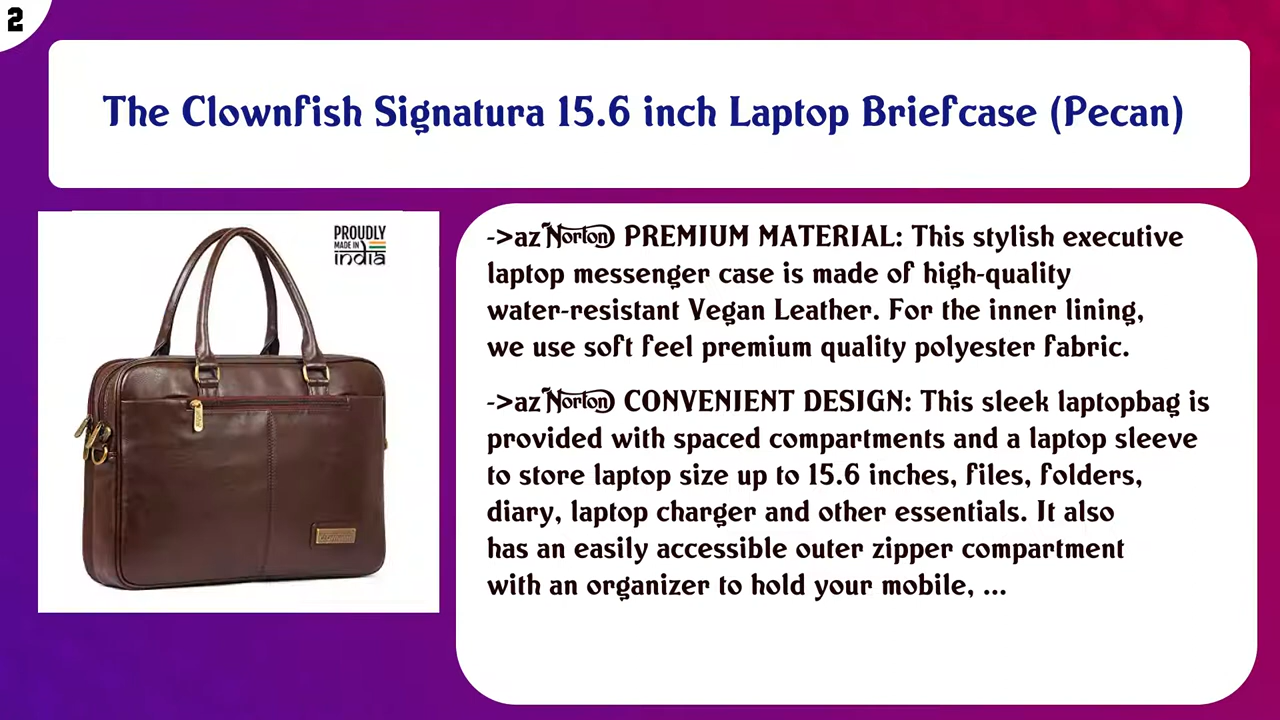 2
The Clownfish Signatura 15.6 inch Laptop Briefcase (Pecan)
PROUDLY
MADE IN
india
->az Norton PREMIUM MATERIAL: This stylish executive
laptop messenger case is made of high-quality
water-resistant Vegan Leather. For the inner lining,
we use soft feel premium quality polyester fabric.
->az Norton CONVENIENT DESIGN: This sleek laptopbag is
provided with spaced compartments and a laptop sleeve
to store laptop size up to 15.6 inches, files, folders,
diary, laptop charger and other essentials. It also
has an easily accessible outer zipper compartment
with an organizer to hold your mobile, ...